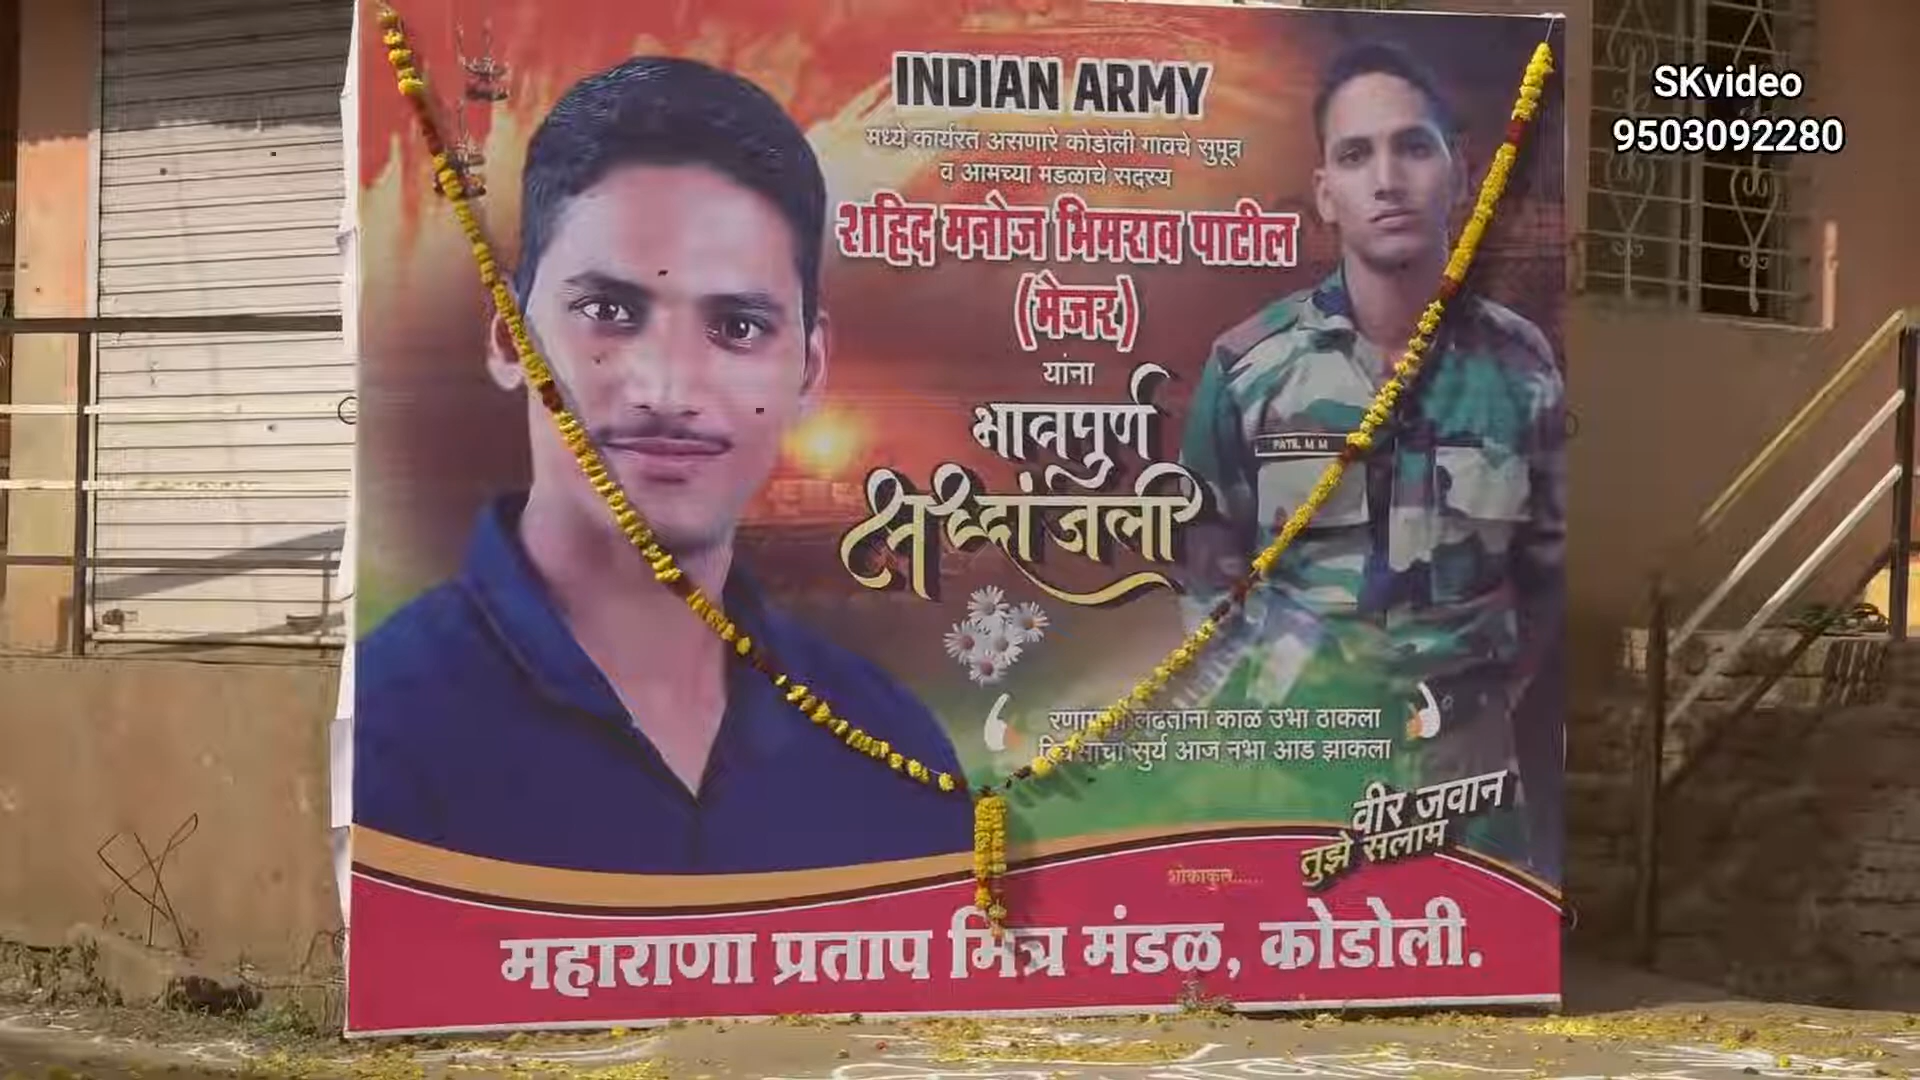 INDIAN ARMY
मध्ये कार्यरत असणारे कोडोली गांवचे सुपूत्र
व आमच्या मंडळाचे सदस्य
शहिद मनोज भिमराव पाटील
(मेजर)
यांना
भावपुर्ण
श्रध्दांजली
PATIL M M
लढताना काळ उभा ठाकला
सुर्य आज नभा आड झाकला
वीर जवान
तुझे सलाम
शोकाकुल......
महाराणा प्रताप मित्र मंडळ, कोडोली.
SKvideo
9503092280